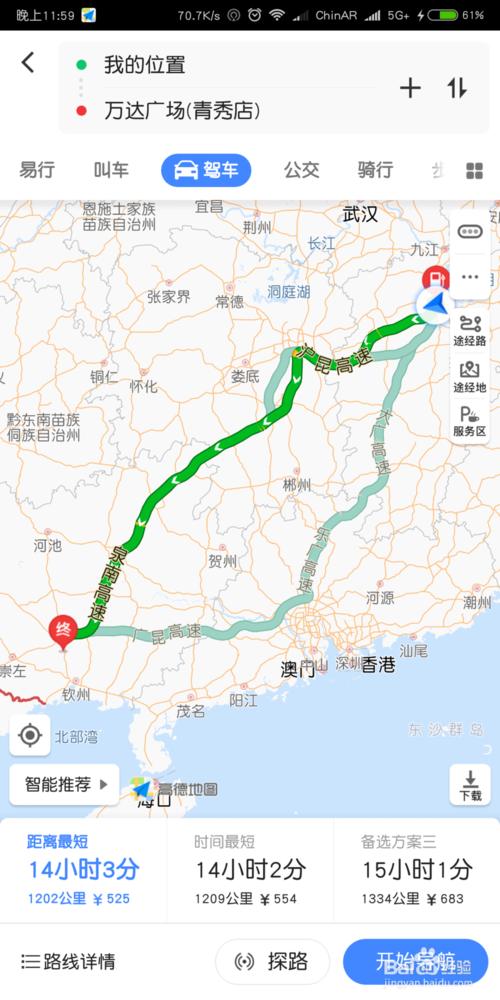 晚上11:59
70.7K/s
ChinAR
5G+
61%
我的位置
万达广场(青秀店)
易行
叫车
驾车
公交
骑行
恩施土家族
苗族自治州
宜昌
荆州
武汉
长江
九江
张家界
常德
洞庭湖
途经路
途经地
服务区
铜仁
怀化
娄底
沪昆高速
黔东南苗族
侗族自治州
大广高速
郴州
河池
贺州
泉南高速
乐广高速
河源
潮州
终
广昆高速
崇左
钦州
澳门
中山
深圳
香港
汕尾
阳江
茂名
北部湾
东沙群岛
智能推荐
高德地图
海口
下载
距离最短
14小时3分
1202公里 ¥ 525
时间最短
14小时2分
1209公里 ¥ 554
备选方案三
15小时1分
1334公里 ¥ 683
路线详情
探路
开始导航
Baidu经验
jingyan.baidu.com